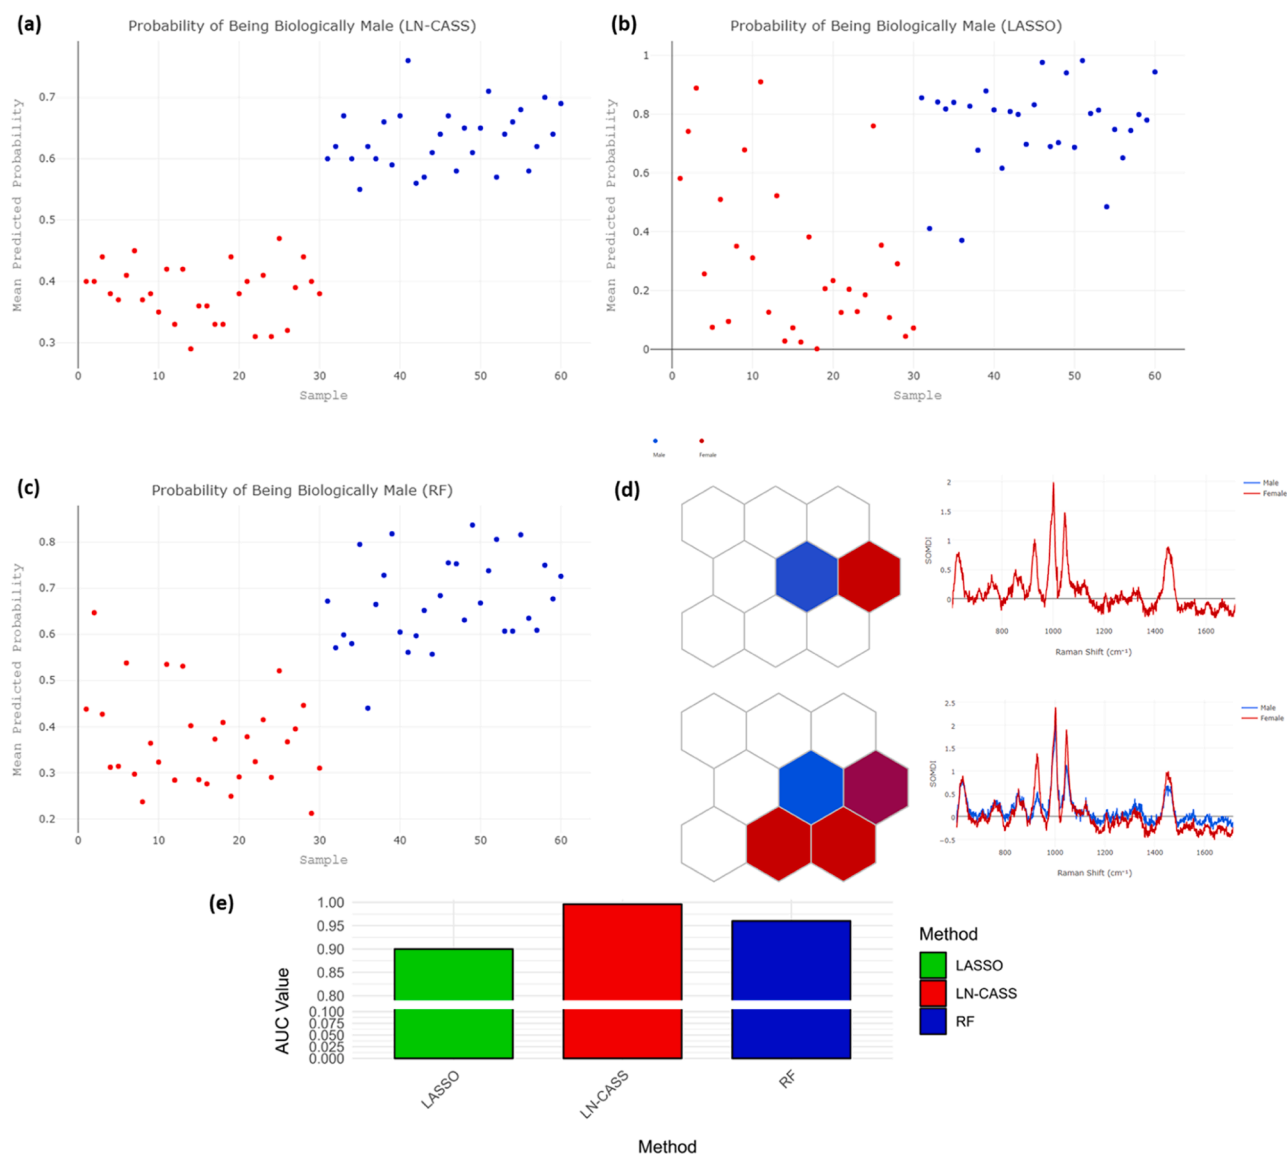 (a)
Probability of Being Biologically Male (LN-CASS)
Mean Predicted Probability
0.7
0.6
0.5
0.4
0.3
0 10 20 30 40 50 60
Sample
(b)
Probability of Being Biologically Male (LASSO)
Mean Predicted Probability
1
0.8
0.6
0.4
0.2
0
0 10 20 30 40 50 60
Sample
Male Female
(c)
Probability of Being Biologically Male (RF)
Mean Predicted Probability
0.8
0.7
0.6
0.5
0.4
0.3
0.2
0 10 20 30 40 50 60
Sample
(d)
SOMDI
2
1.5
1
0.5
0
800 1000 1200 1400 1600
Raman Shift (cm⁻¹)
Male
Female
SOMDI
2.5
2
1.5
1
0.5
0
−0.5
800 1000 1200 1400 1600
Raman Shift (cm⁻¹)
Male
Female
(e)
AUC Value
1.00
0.95
0.90
0.85
0.80
0.100
0.075
0.050
0.025
0.000
LASSO LN-CASS RF
Method
Method
LASSO
LN-CASS
RF